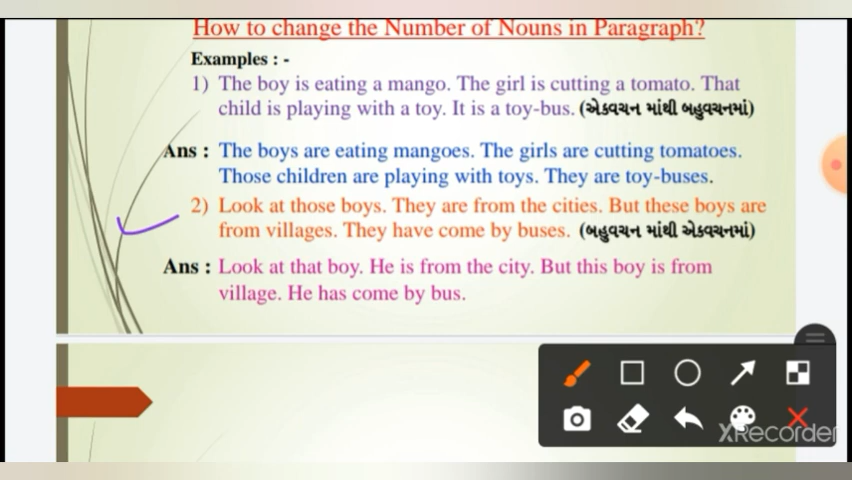 How to change the Number of Nouns in Paragraph?
Examples : -
1) The boy is eating a mango. The girl is cutting a tomato. That
child is playing with a toy. It is a toy-bus. (એકવચન માંથી બહુવચનમાં)
Ans : The boys are eating mangoes. The girls are cutting tomatoes.
Those children are playing with toys. They are toy-buses.
2) Look at those boys. They are from the cities. But these boys are
from villages. They have come by buses. (બહુવચન માંથી એકવચનમાં)
Ans : Look at that boy. He is from the city. But this boy is from
village. He has come by bus.
XRecorder